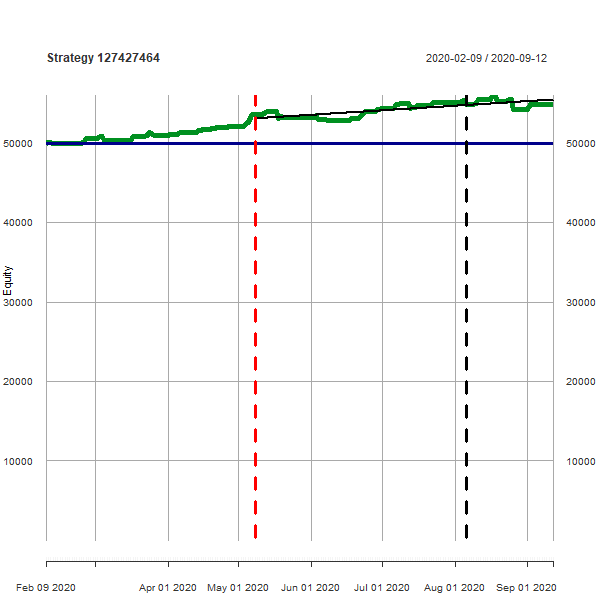 Strategy 127427464
2020-02-09 / 2020-09-12
50000
50000
40000
40000
Equity
30000
30000
20000
20000
10000
10000
Feb 09 2020
Apr 01 2020
May 01 2020
Jun 01 2020
Jul 01 2020
Aug 01 2020
Sep 01 2020